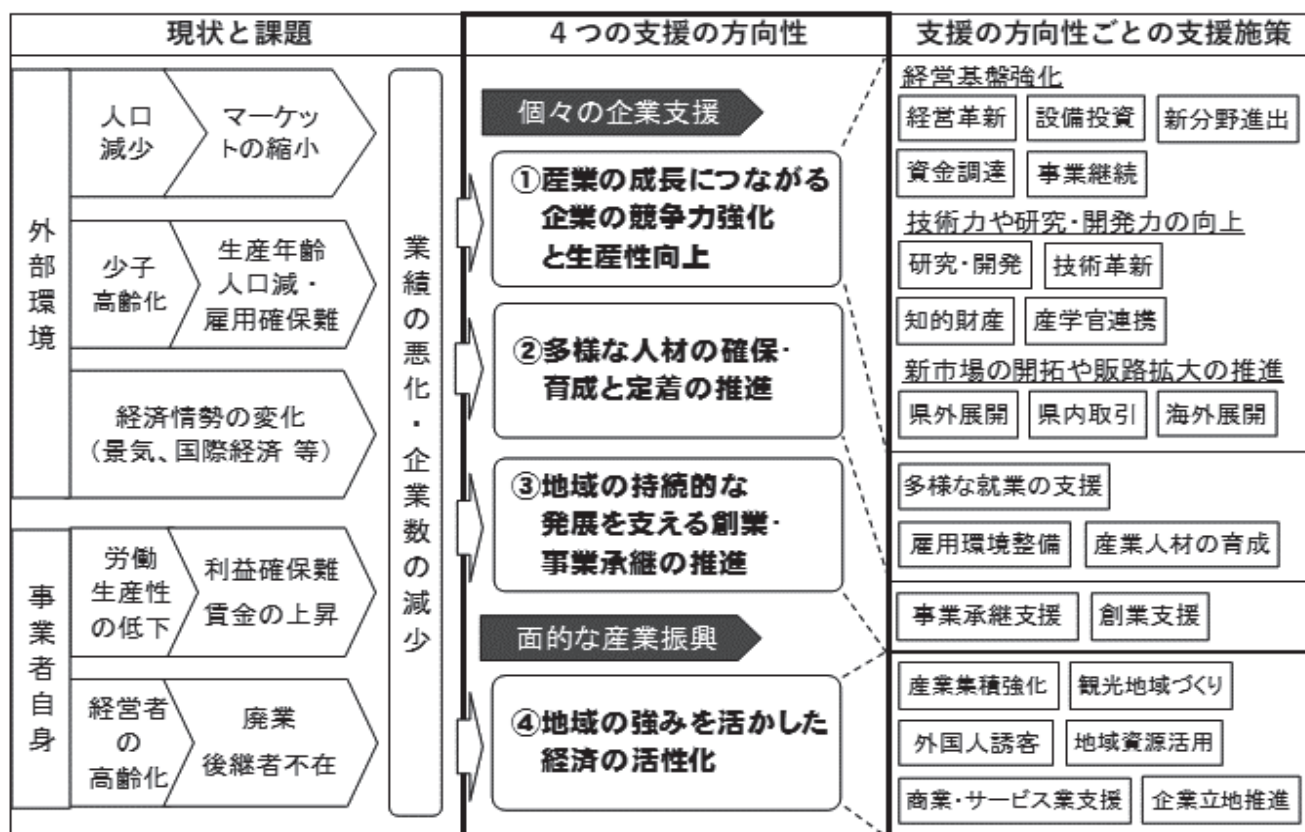 現状と課題
外部環境
人口
減少
マーケッ
トの縮小
少子
高齢化
生産年齢
人口減・
雇用確保難
経済情勢の変化
(景気、国際経済 等)
事業者自身
労働
生産性
の低下
利益確保難
賃金の上昇
経営者
の
高齢化
廃業
後継者不在
業績の悪化・企業数の減少
4つの支援の方向性
個々の企業支援
①産業の成長につながる
企業の競争力強化
と生産性向上
②多様な人材の確保・
育成と定着の推進
③地域の持続的な
発展を支える創業・
事業承継の推進
面的な産業振興
④地域の強みを活かした
経済の活性化
支援の方向性ごとの支援施策
経営基盤強化
経営革新 設備投資 新分野進出
資金調達 事業継続
技術力や研究・開発力の向上
研究・開発 技術革新
知的財産 産学官連携
新市場の開拓や販路拡大の推進
県外展開 県内取引 海外展開
多様な就業の支援
雇用環境整備 産業人材の育成
事業承継支援 創業支援
産業集積強化 観光地域づくり
外国人誘客 地域資源活用
商業・サービス業支援 企業立地推進